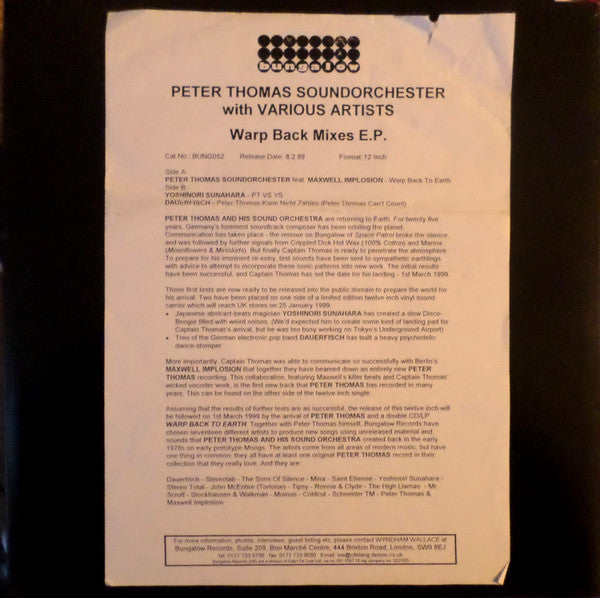 bungalow
PETER THOMAS SOUNDORCHESTER
with VARIOUS ARTISTS
Warp Back Mixes E.P.
Cat No.: BUNG052 Release Date: 8.2.99 Format: 12 Inch
Side A:
PETER THOMAS SOUNDORCHESTER feat. MAXWELL IMPLOSION - Warp Back To Earth
Side B:
YOSHINORI SUNAHARA - PT VS YS
DAUERFISCH - Peter Thomas Kann Nicht Zahlen (Peter Thomas Can't Count)
PETER THOMAS AND HIS SOUND ORCHESTRA are returning to Earth. For twenty five
years, Germany's foremost soundtrack composer has been orbiting the planet.
Communication has taken place - the reissue on Bungalow of Space Patrol broke the silence,
and was followed by further signals from Crippled Dick Hot Wax (100% Cotton) and Marina
(Moonflowers & Miniskirts). But finally Captain Thomas is ready to penetrate the atmosphere.
To prepare for his imminent re-entry, test sounds have been sent to sympathetic earthlings
with advice to attempt to incorporate these sonic patterns into new work. The initial results
have been successful, and Captain Thomas has set the date for his landing - 1st March 1999.
Those first tests are now ready to be released into the public domain to prepare the world for
his arrival. Two have been placed on one side of a limited edition twelve inch vinyl sound
carrier which will reach UK stores on 25 January 1999:
• Japanese abstract-beats magician YOSHINORI SUNAHARA has created a slow Disco-
Boogie filled with weird noises. (We'd expected him to create some kind of landing pad for
Captain Thomas's arrival, but he was too busy working on Tokyo's Underground Airport)
• Tres of the German electronic pop band DAUERFISCH has built a heavy psychedelic
dance-stomper
More importantly, Captain Thomas was able to communicate so successfully with Berlin's
MAXWELL IMPLOSION that together they have beamed down an entirely new PETER
THOMAS recording. This collaboration, featuring Maxwell's killer beats and Captain Thomas'
wicked vocoder work, is the first new track that PETER THOMAS has recorded in many
years. This can be found on the other side of the twelve inch single.
Assuming that the results of further tests are as successful, the release of this twelve inch will
be followed on 1st March 1999 by the arrival of PETER THOMAS and a double CD/LP
WARP BACK TO EARTH. Together with Peter Thomas himself, Bungalow Records have
chosen seventeen different artists to produce new songs using unreleased material and
sounds that PETER THOMAS AND HIS SOUND ORCHESTRA created back in the early
1970s on early prototype Moogs. The artists come from all areas of modern music, but have
one thing in common: they all have at least one original PETER THOMAS record in their
collection that they really love. And they are:
Dauerfisch - Stereolab - The Sons Of Silence - Mina - Saint Etienne - Yoshinori Sunahara -
Stereo Total - John McEntire (Tortoise) - Tipsy - Ronnie & Clyde - The High Llamas - Mr.
Scruff - Stockhausen & Walkman - Momus - Coldcut - Schneider TM - Peter Thomas &
Maxwell Implosion
For more information, photos, interviews, guest listing etc, please contact WYNDHAM WALLACE at
Bungalow Records, Suite 209, Bon Marché Centre, 444 Brixton Road, London, SW9 8EJ
Tel: 0171 733 9700 fax: 0171 733 9060 Email: